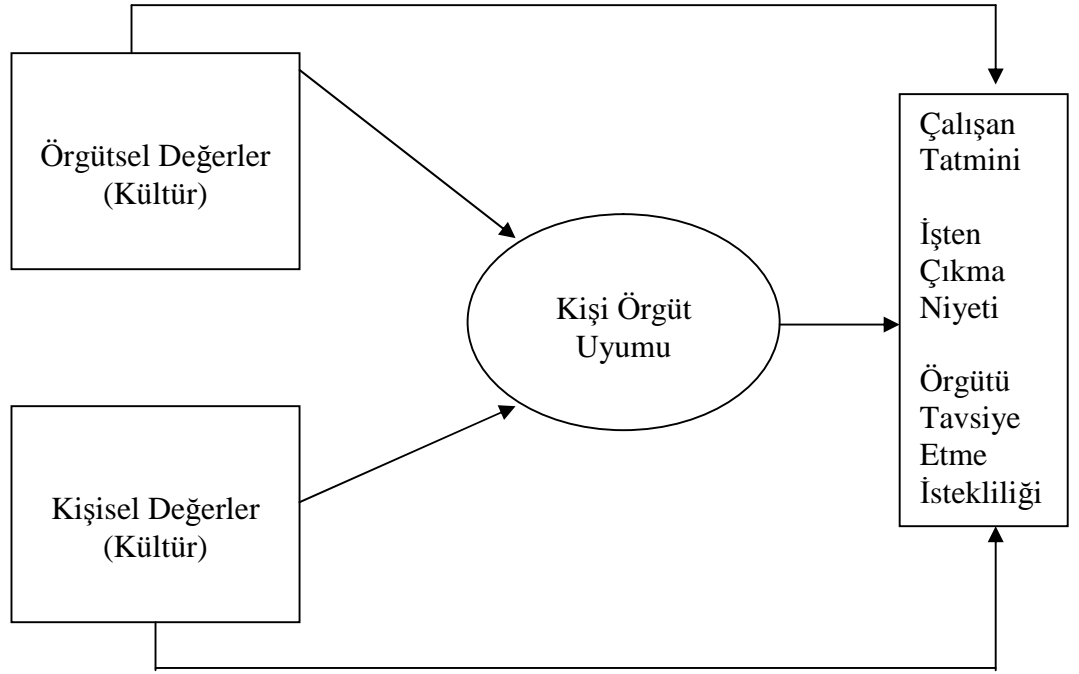 Örgütsel Değerler
(Kültür)
Kişisel Değerler
(Kültür)
Kişi Örgüt
Uyumu
Çalışan
Tatmini
İşten
Çıkma
Niyeti
Örgütü
Tavsiye
Etme
İstekliliği